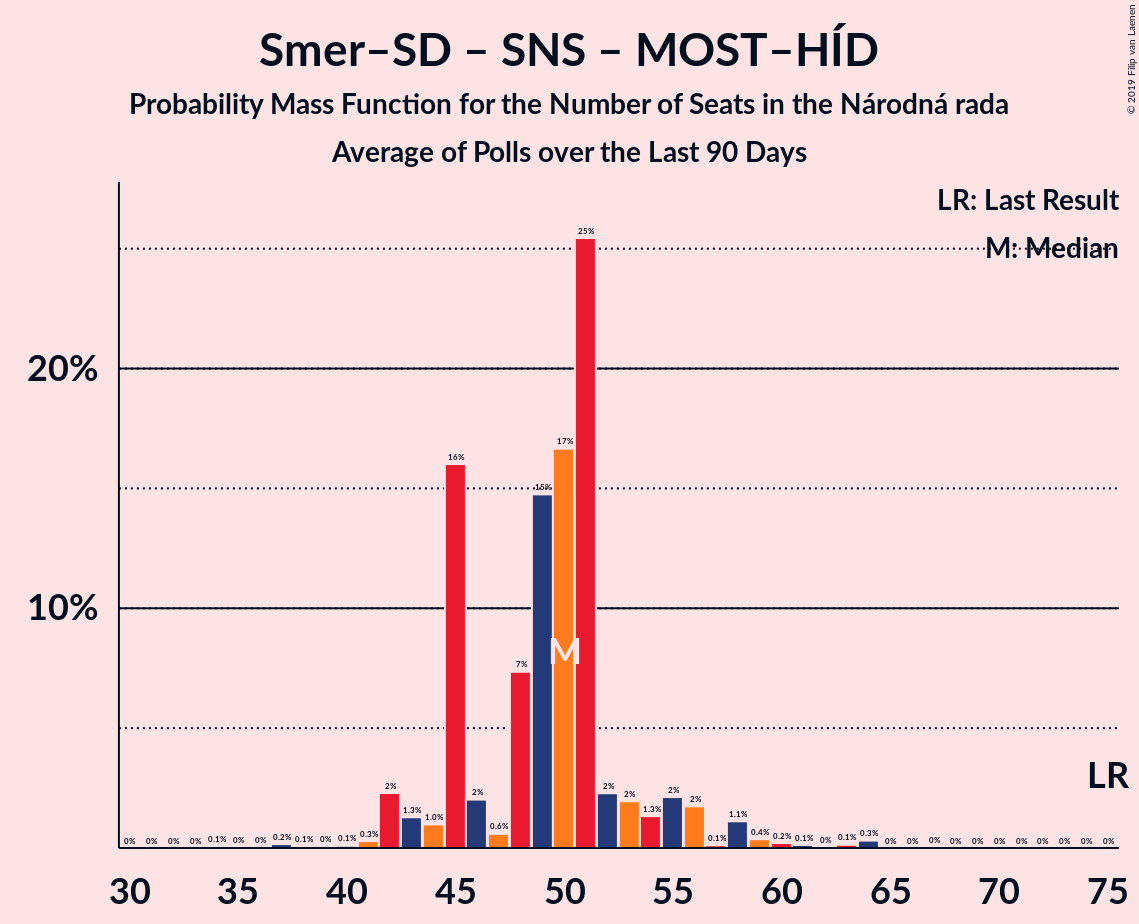 Smer–SD – SNS – MOST–HÍD
Probability Mass Function for the Number of Seats in the Národná rada
Average of Polls over the Last 90 Days
© 2019 Filip van Laenen
LR: Last Result
M: Median
20%
10%
0% 0% 0% 0% 0.1% 0% 0% 0.2% 0.1% 0% 0.1% 0.3% 2% 1.3% 1.0% 16% 2% 0.6% 7% 15% 17% 25% 2% 2% 1.3% 2% 2% 0.1% 1.1% 0.4% 0.2% 0.1% 0% 0.1% 0.3% 0% 0% 0% 0% 0% 0% 0% 0% 0% 0% 0%
M
LR
30 35 40 45 50 55 60 65 70 75